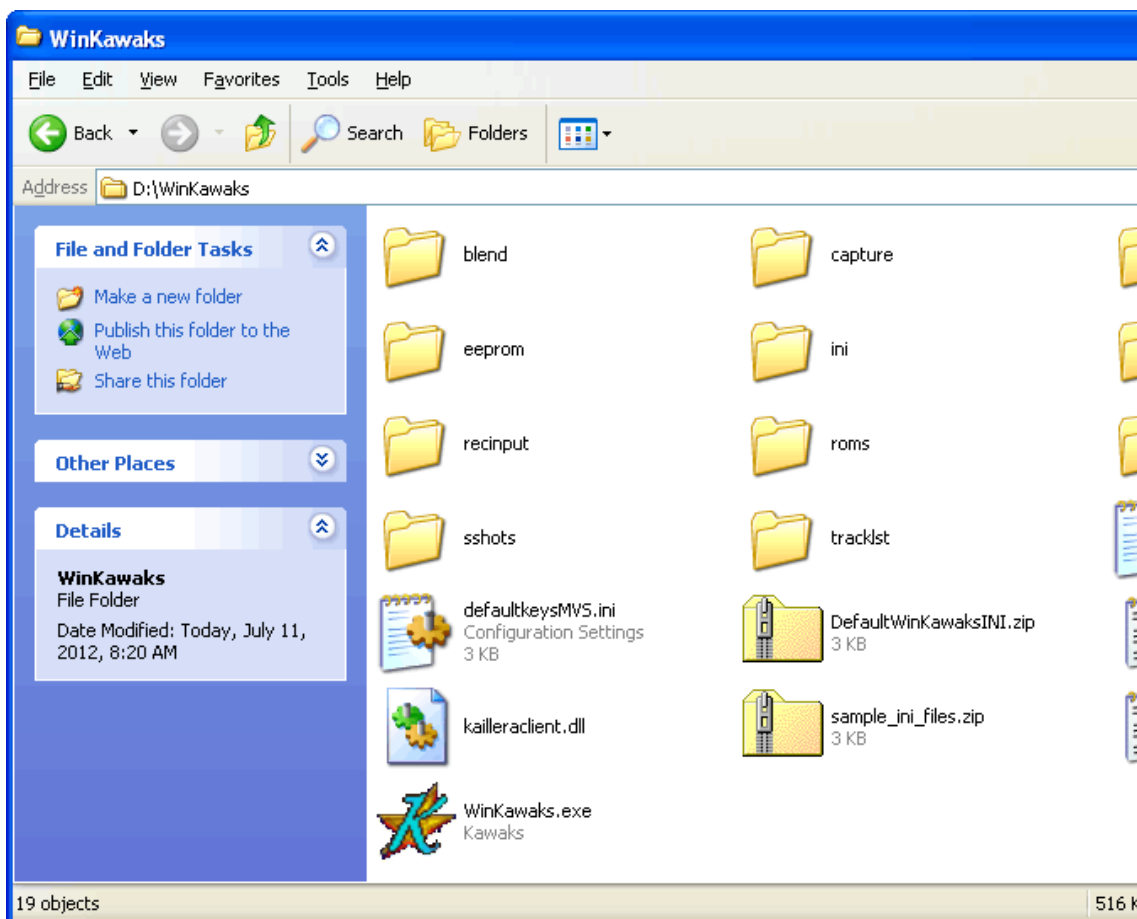 WinKawaks
File Edit View Favorites Tools Help
Back Search Folders
Address D:\WinKawaks
File and Folder Tasks
Make a new folder
Publish this folder to the
Web
Share this folder
Other Places
Details
WinKawaks
File Folder
Date Modified: Today, July 11,
2012, 8:20 AM
blend
capture
eeprom
ini
recinput
roms
sshots
tracklst
defaultkeysMVS.ini
Configuration Settings
3 KB
DefaultWinKawaksINI.zip
3 KB
kailleraclient.dll
sample_ini_files.zip
3 KB
WinKawaks.exe
Kawaks
19 objects
516 K